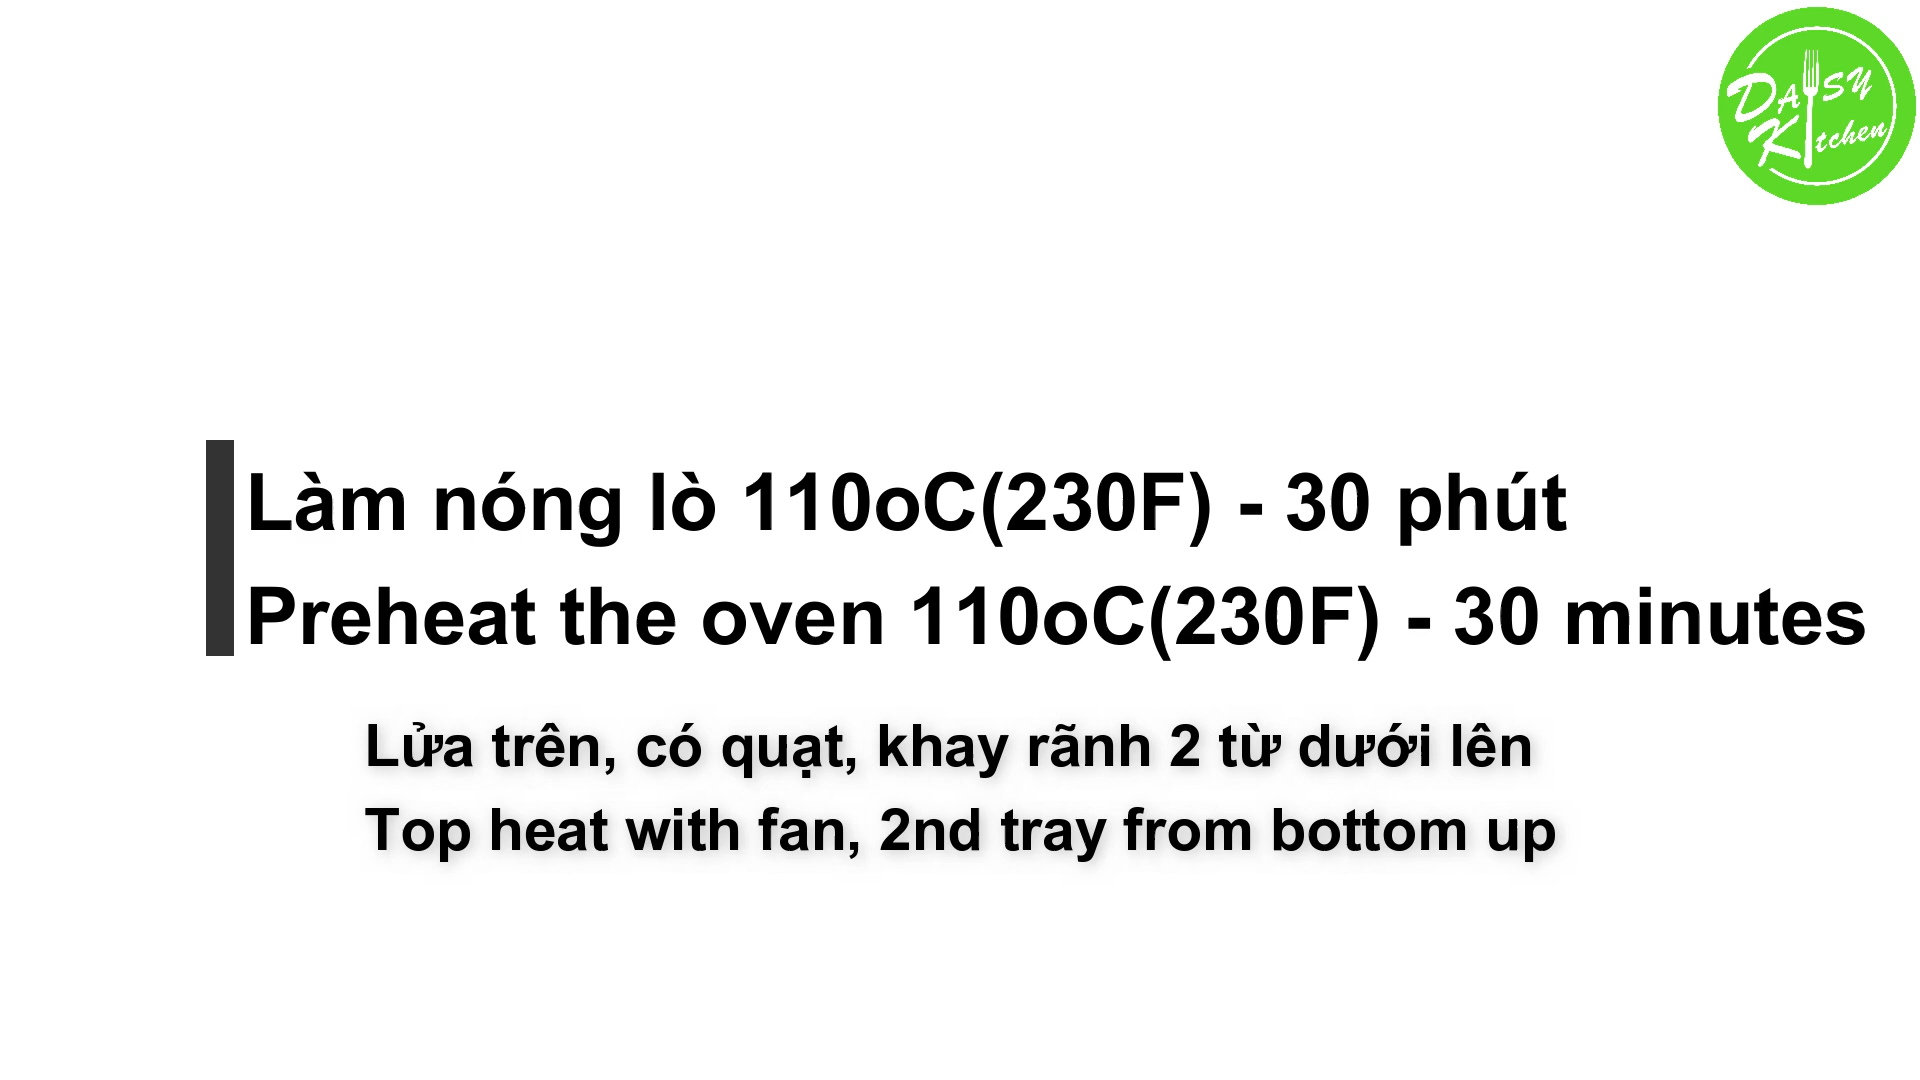 DAISY
Kitchen
Làm nóng lò 110oC(230F) - 30 phút
Preheat the oven 110oC(230F) - 30 minutes
Lửa trên, có quạt, khay rãnh 2 từ dưới lên
Top heat with fan, 2nd tray from bottom up